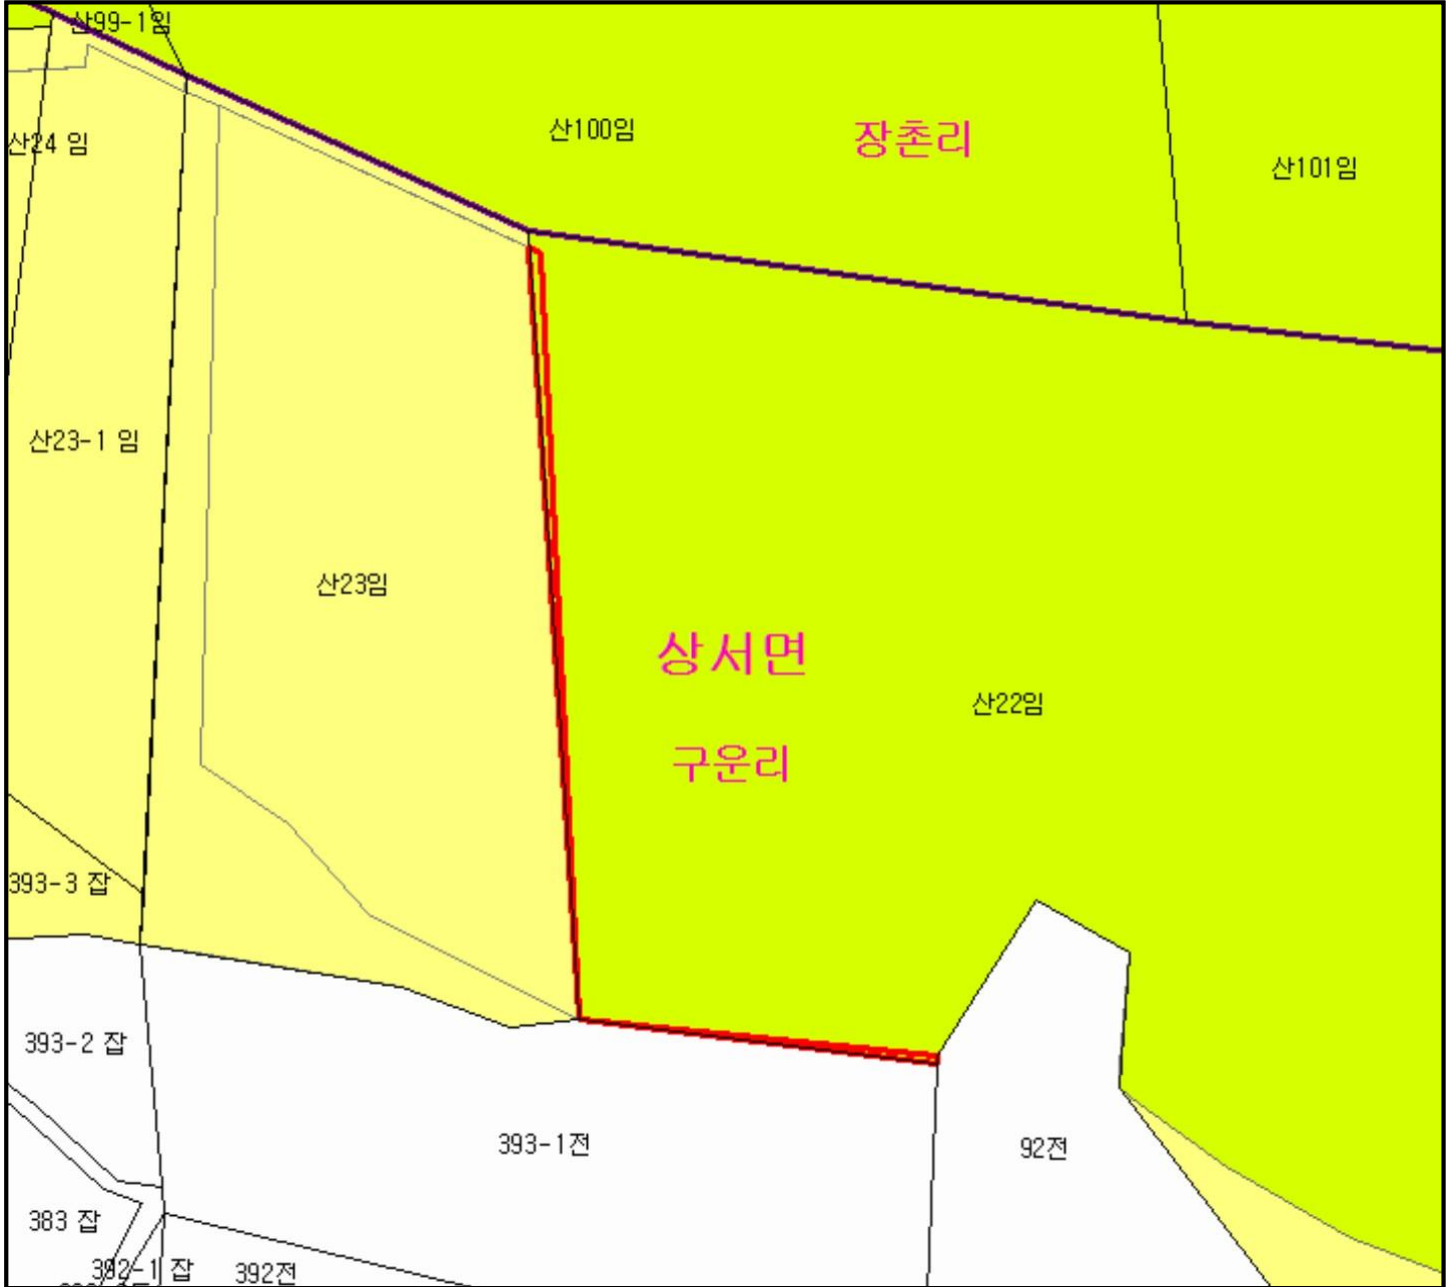 산99-1임
산100임
장촌리
산24 임
산101임
산23-1 임
산23임
상서면
산22임
구운리
393-3 잡
393-2 잡
393-1전
92전
383 잡
392-1 잡
392전